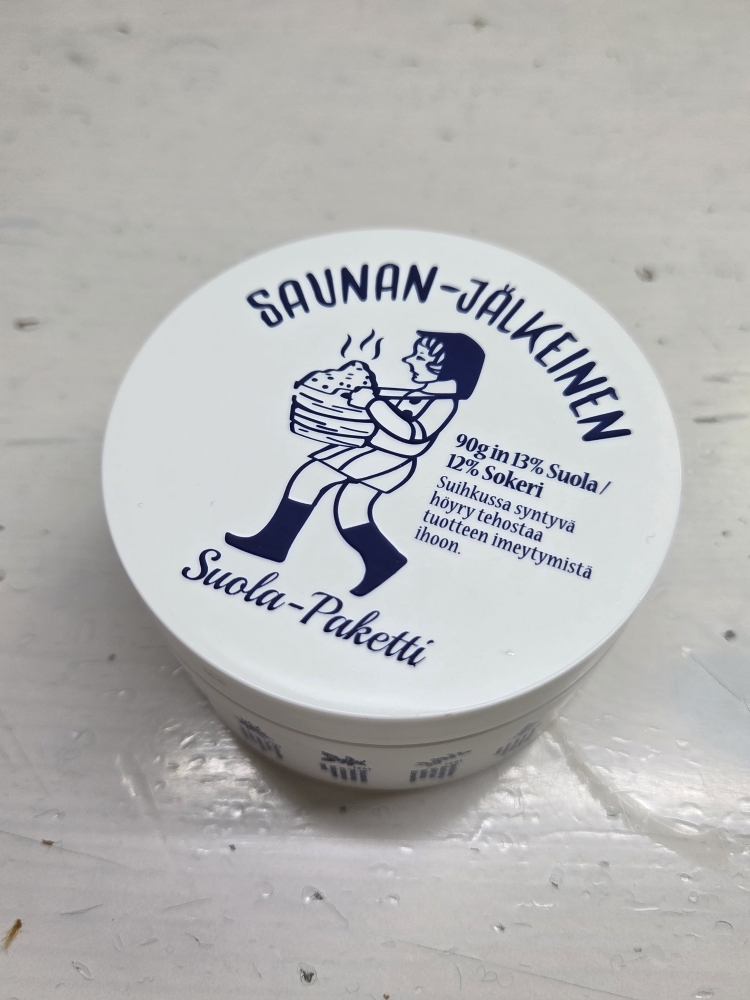 SAUNAN-JÄLKEINEN
90g in 13% Suola /
12% Sokeri
Suihkussa syntyvä
höyry tehostaa
tuotteen imeytymistä
ihoon.
Suola-Paketti